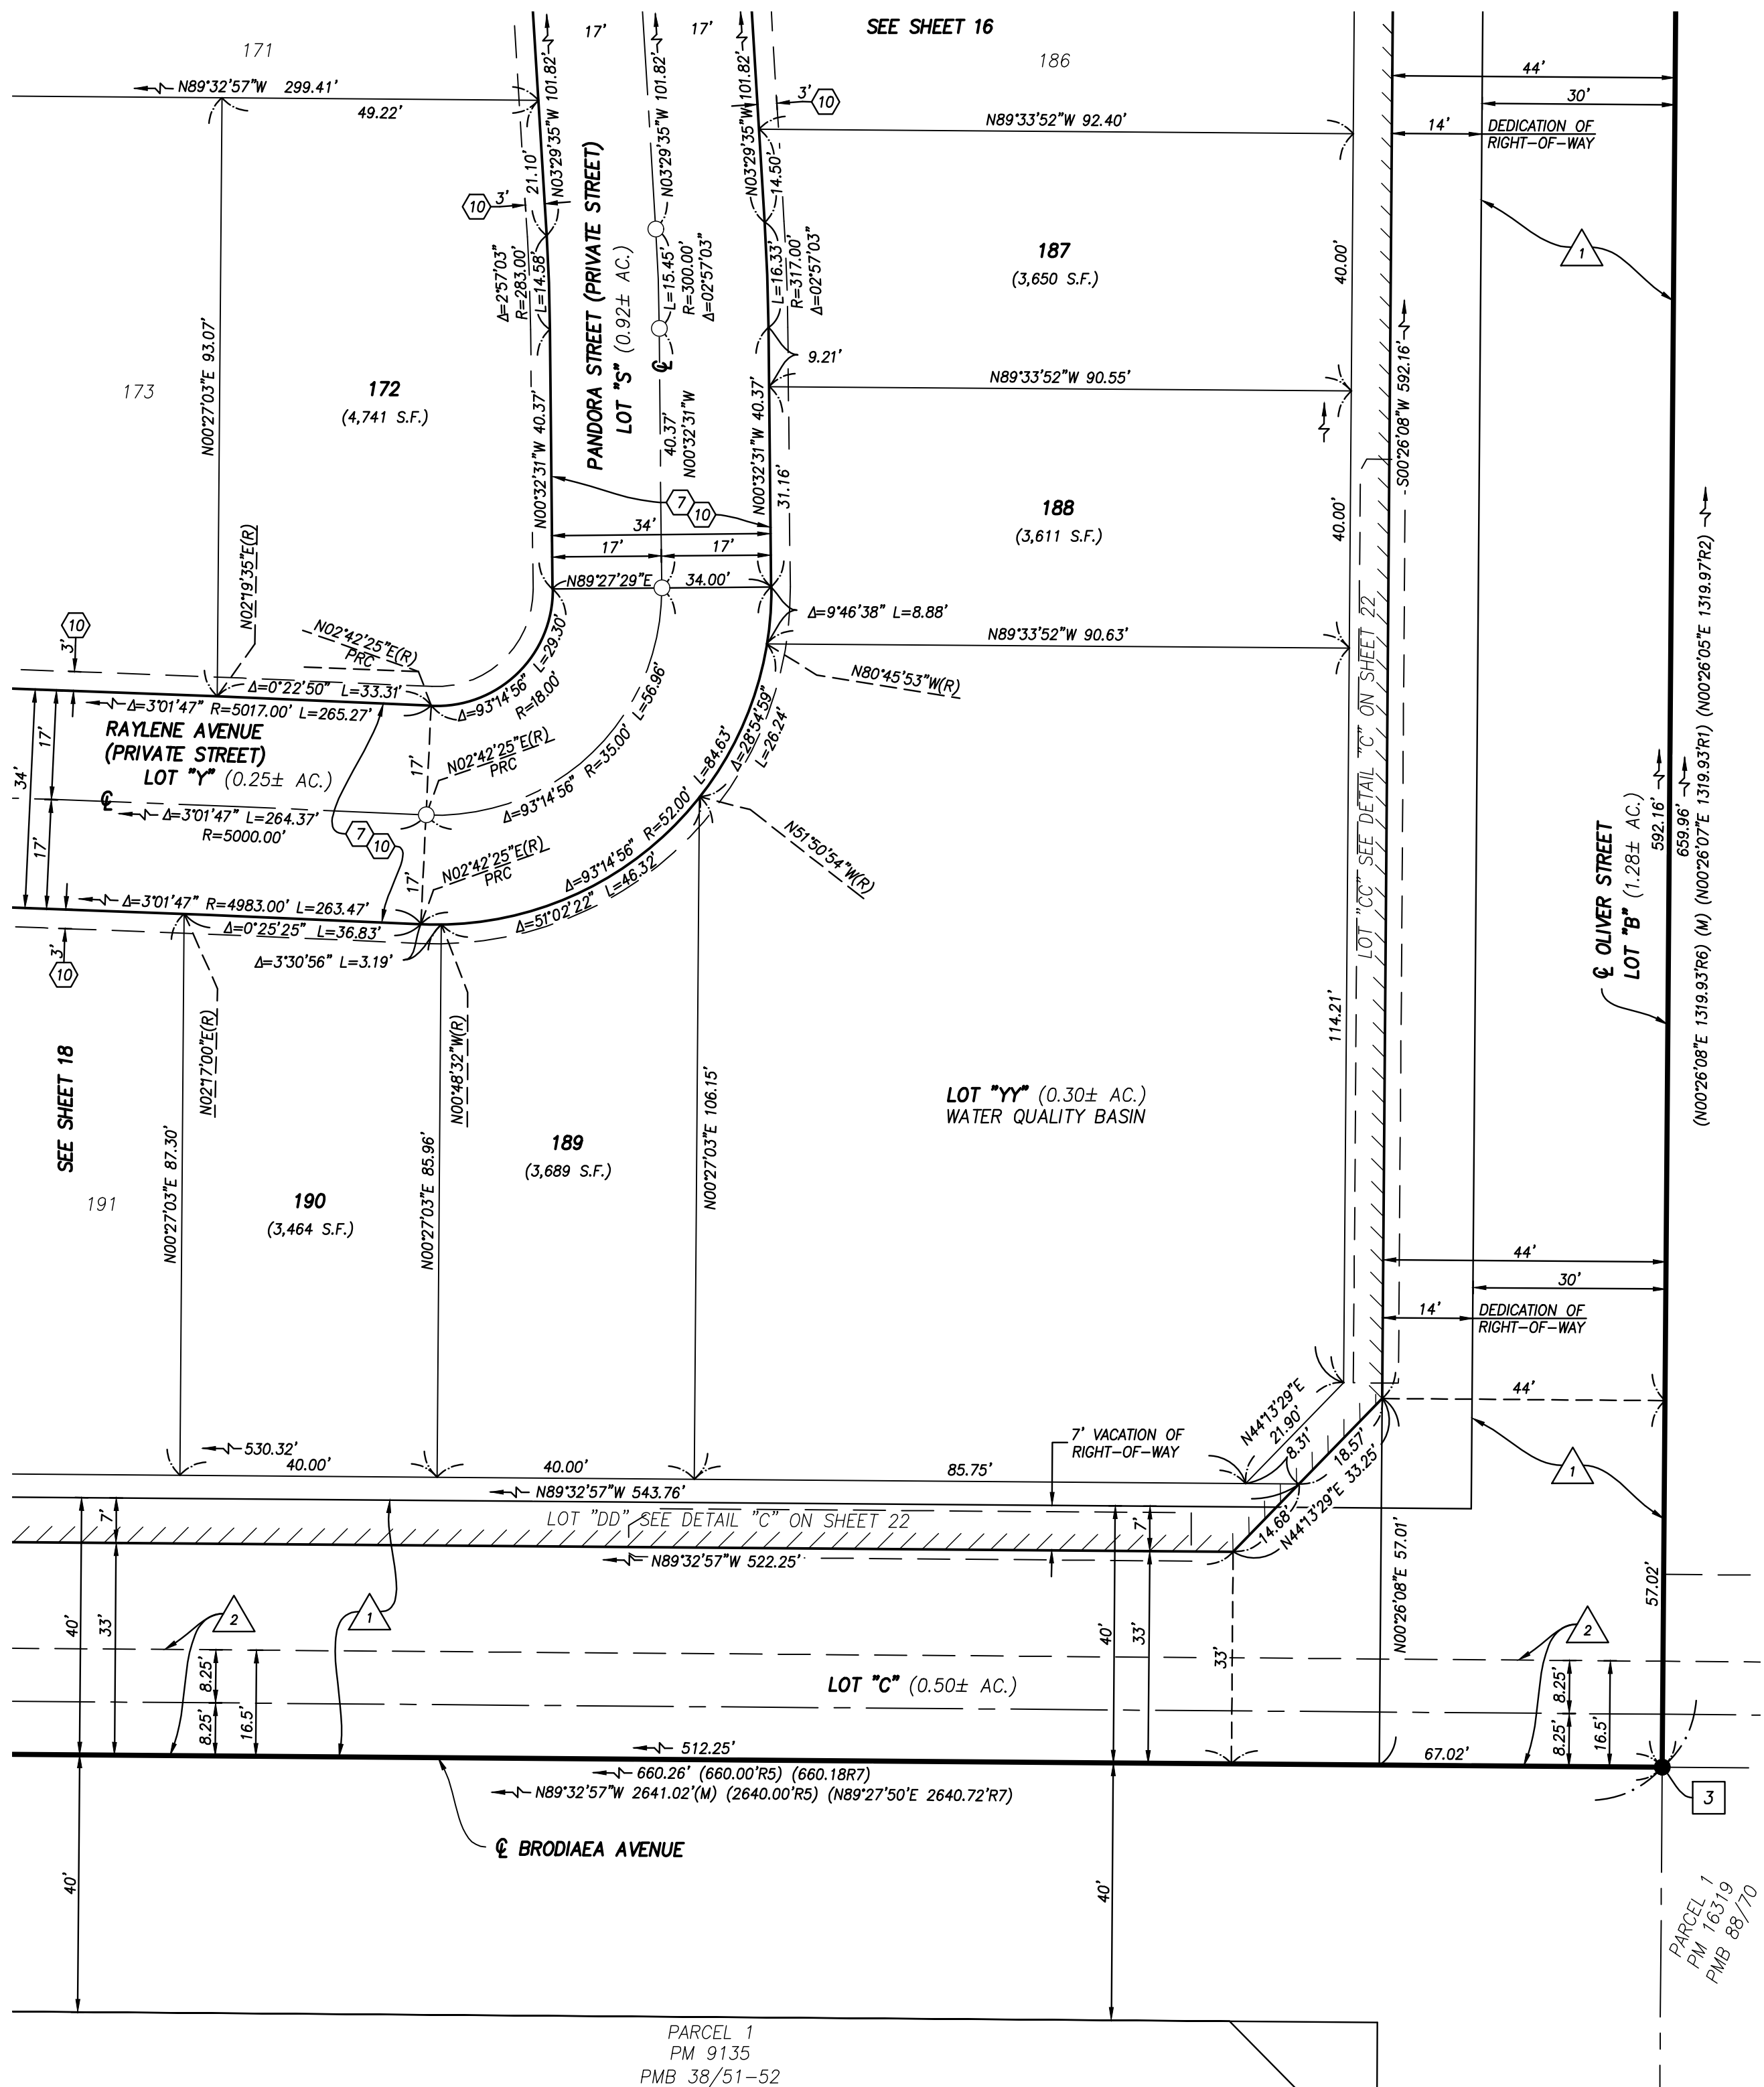 SEE SHEET 16
17'
17'
171
186
N89°32'57"W 299.41'
49.22'
44'
30'
14'
DEDICATION OF
RIGHT-OF-WAY
N03°29'35"W 101.82'
N03°29'35"W 101.82'
N03°29'35"W 101.82'
3'
10
N89°33'52"W 92.40'
21.10'
14.50'
10
3'
PANDORA STREET (PRIVATE STREET)
LOT "S" (0.92± AC.)
Δ=2°57'03"
R=283.00'
L=14.58'
L=15.45'
R=300.00'
Δ=02°57'03"
L=16.33'
R=317.00'
Δ=02°57'03"
187
(3,650 S.F.)
40.00'
1
S00°26'08"W 592.16'
9.21'
N89°33'52"W 90.55'
N00°27'03"E 93.07'
173
172
(4,741 S.F.)
N00°32'31"W 40.37'
℄
40.37'
N00°32'31"W
N00°32'31"W 40.37'
31.16'
7
10
188
(3,611 S.F.)
40.00'
34'
17'
17'
N89°27'29"E 34.00'
Δ=9°46'38" L=8.88'
N89°33'52"W 90.63'
N80°45'53"W(R)
N02°19'35"E(R)
N02°42'25"E(R)
PRC
10
3'
Δ=0°22'50" L=33.31'
Δ=3°01'47" R=5017.00' L=265.27'
Δ=93°14'56" L=29.30'
R=18.00'
RAYLENE AVENUE
(PRIVATE STREET)
LOT "Y" (0.25± AC.)
17'
34'
17'
℄
Δ=3°01'47" L=264.37'
R=5000.00'
17'
N02°42'25"E(R)
PRC
Δ=93°14'56" R=35.00' L=56.96'
7
10
17'
N02°42'25"E(R)
PRC
Δ=93°14'56" R=52.00' L=84.63'
Δ=28°54'59"
L=26.24'
N51°50'54"W(R)
Δ=51°02'22" L=46.32'
Δ=3°01'47" R=4983.00' L=263.47'
Δ=0°25'25" L=36.83'
Δ=3°30'56" L=3.19'
3'
10
LOT "CC" SEE DETAIL "C" ON SHEET 22
℄ OLIVER STREET
LOT "B" (1.28± AC.)
592.16'
659.96'
(N00°26'08"E 1319.93'R6) (M) (N00°26'07"E 1319.93'R1) (N00°26'05"E 1319.97'R2)
114.21'
SEE SHEET 18
N02°17'00"E(R)
N00°48'32"W(R)
N00°27'03"E 87.30'
N00°27'03"E 85.96'
N00°27'03"E 106.15'
191
190
(3,464 S.F.)
189
(3,689 S.F.)
LOT "YY" (0.30± AC.)
WATER QUALITY BASIN
44'
30'
14'
DEDICATION OF
RIGHT-OF-WAY
44'
1
N44°13'29"E
21.90'
8.31'
18.57'
N44°13'29"E 33.25'
14.68'
7' VACATION OF
RIGHT-OF-WAY
530.32'
40.00'
40.00'
85.75'
N89°32'57"W 543.76'
LOT "DD" SEE DETAIL "C" ON SHEET 22
7'
7'
N89°32'57"W 522.25'
N00°26'08"E 57.01'
57.02'
40'
33'
2
1
40'
33'
33'
2
8.25'
8.25'
16.5'
LOT "C" (0.50± AC.)
8.25'
8.25'
16.5'
512.25'
67.02'
660.26' (660.00'R5) (660.18R7)
N89°32'57"W 2641.02'(M) (2640.00'R5) (N89°27'50"E 2640.72'R7)
3
℄ BRODIAEA AVENUE
40'
40'
PARCEL 1
PM 16319
PMB 88/70
PARCEL 1
PM 9135
PMB 38/51-52